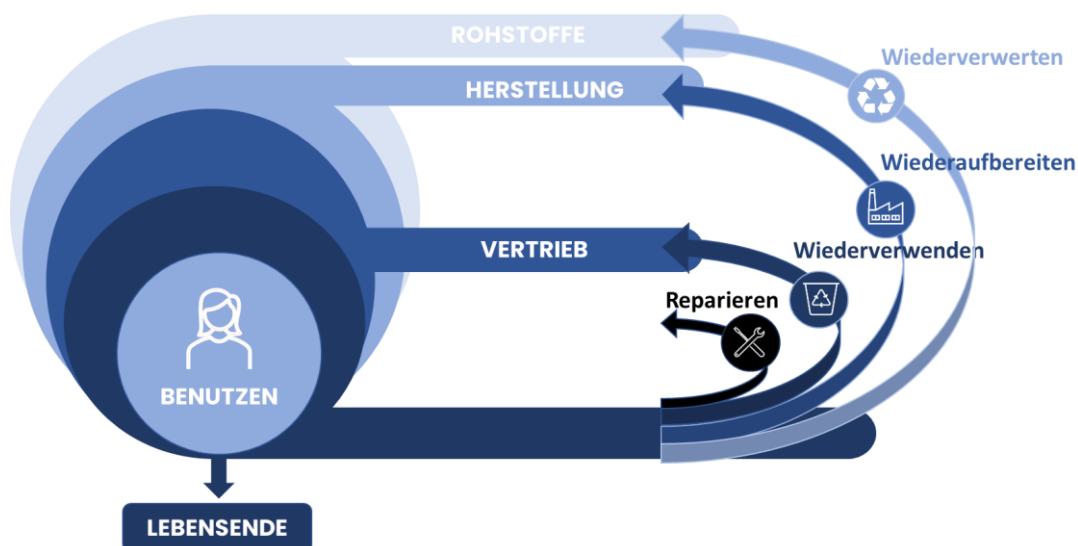 ROHSTOFFE
Wiederverwerten
HERSTELLUNG
Wiederaufbereiten
VERTRIEB
Wiederverwenden
Reparieren
BENUTZEN
LEBENSENDE